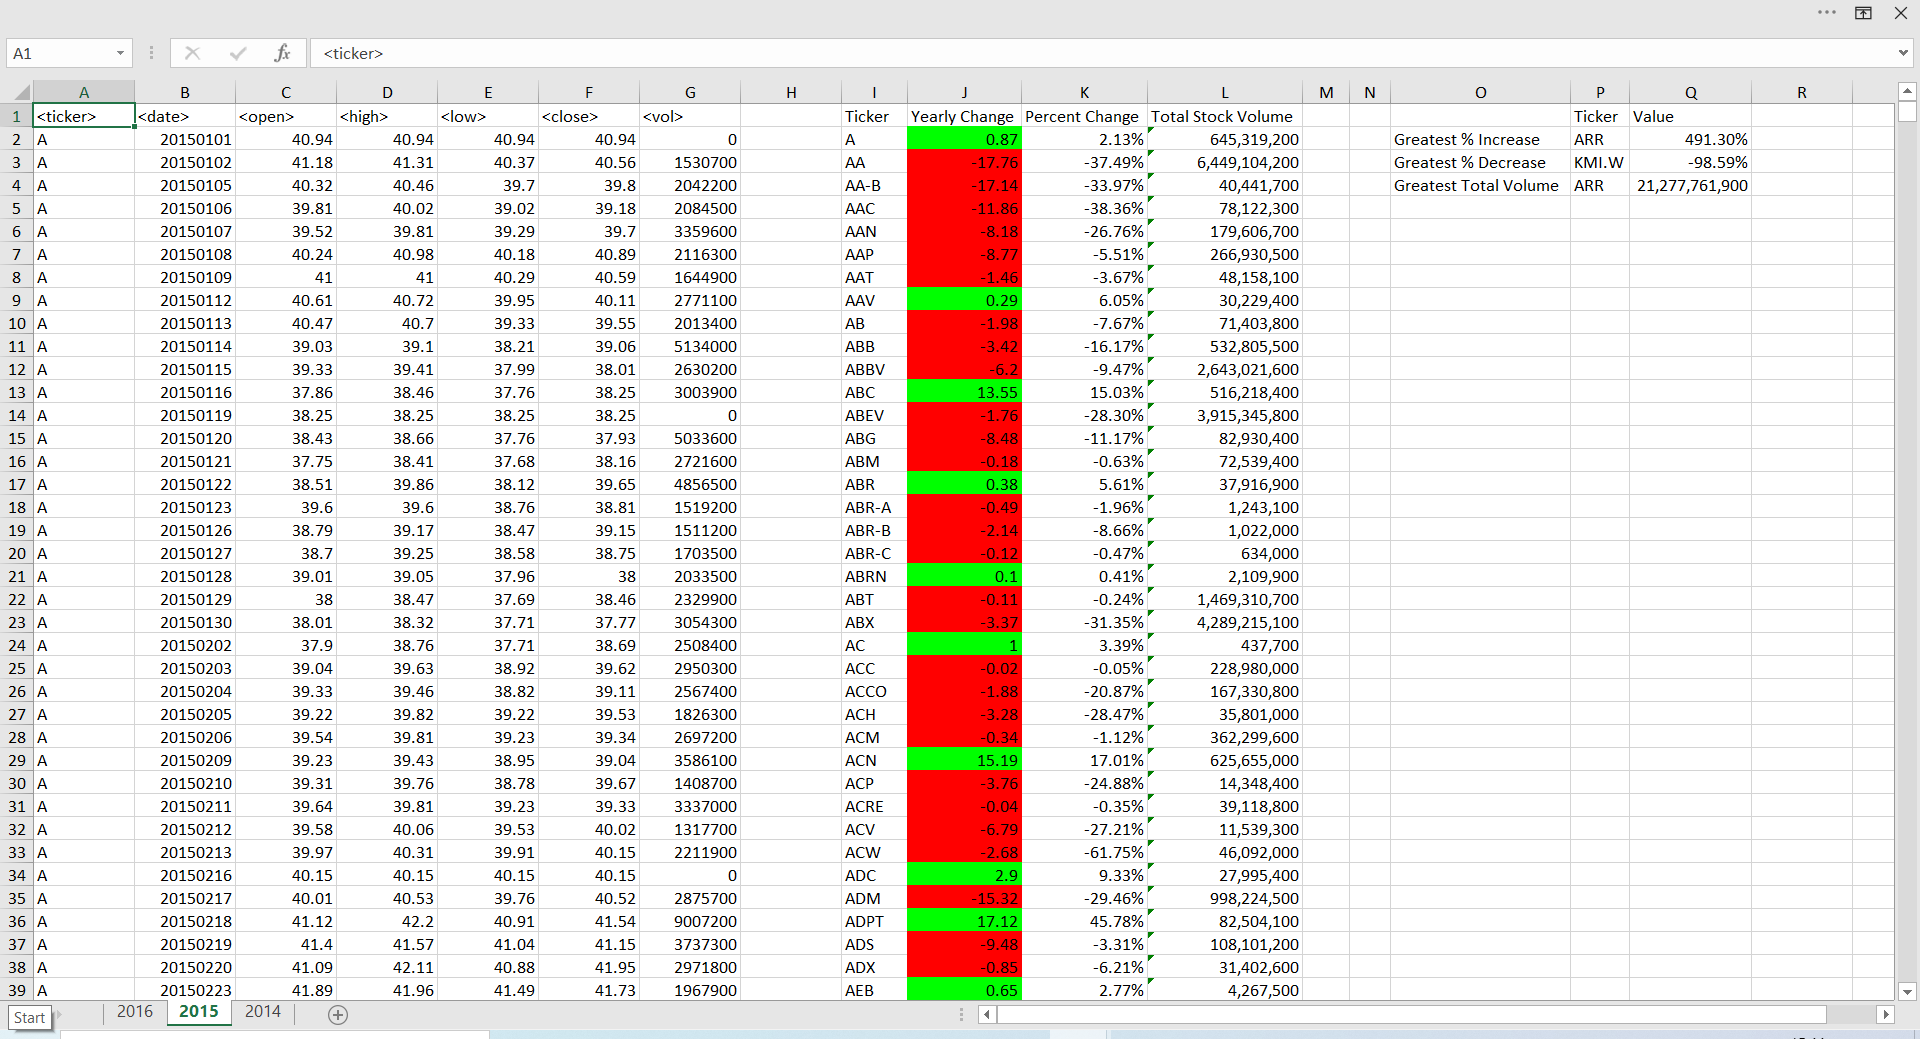 A1 fx <ticker>
A B C D E F G H I J K L M N O P Q R
1 <ticker> <date> <open> <high> <low> <close> <vol> Ticker Yearly Change Percent Change Total Stock Volume Ticker Value
2 A 20150101 40.94 40.94 40.94 40.94 0 A 0.87 2.13% 645,319,200 Greatest % Increase ARR 491.30%
3 A 20150102 41.18 41.31 40.37 40.56 1530700 AA -17.76 -37.49% 6,449,104,200 Greatest % Decrease KMI.W -98.59%
4 A 20150105 40.32 40.46 39.7 39.8 2042200 AA-B -17.14 -33.97% 40,441,700 Greatest Total Volume ARR 21,277,761,900
5 A 20150106 39.81 40.02 39.02 39.18 2084500 AAC -11.86 -38.36% 78,122,300
6 A 20150107 39.52 39.81 39.29 39.7 3359600 AAN -8.18 -26.76% 179,606,700
7 A 20150108 40.24 40.98 40.18 40.89 2116300 AAP -8.77 -5.51% 266,930,500
8 A 20150109 41 41 40.29 40.59 1644900 AAT -1.46 -3.67% 48,158,100
9 A 20150112 40.61 40.72 39.95 40.11 2771100 AAV 0.29 6.05% 30,229,400
10 A 20150113 40.47 40.7 39.33 39.55 2013400 AB -1.98 -7.67% 71,403,800
11 A 20150114 39.03 39.1 38.21 39.06 5134000 ABB -3.42 -16.17% 532,805,500
12 A 20150115 39.33 39.41 37.99 38.01 2630200 ABBV -6.2 -9.47% 2,643,021,600
13 A 20150116 37.86 38.46 37.76 38.25 3003900 ABC 13.55 15.03% 516,218,400
14 A 20150119 38.25 38.25 38.25 38.25 0 ABEV -1.76 -28.30% 3,915,345,800
15 A 20150120 38.43 38.66 37.76 37.93 5033600 ABG -8.48 -11.17% 82,930,400
16 A 20150121 37.75 38.41 37.68 38.16 2721600 ABM -0.18 -0.63% 72,539,400
17 A 20150122 38.51 39.86 38.12 39.65 4856500 ABR 0.38 5.61% 37,916,900
18 A 20150123 39.6 39.6 38.76 38.81 1519200 ABR-A -0.49 -1.96% 1,243,100
19 A 20150126 38.79 39.17 38.47 39.15 1511200 ABR-B -2.14 -8.66% 1,022,000
20 A 20150127 38.7 39.25 38.58 38.75 1703500 ABR-C -0.12 -0.47% 634,000
21 A 20150128 39.01 39.05 37.96 38 2033500 ABRN 0.1 0.41% 2,109,900
22 A 20150129 38 38.47 37.69 38.46 2329900 ABT -0.11 -0.24% 1,469,310,700
23 A 20150130 38.01 38.32 37.71 37.77 3054300 ABX -3.37 -31.35% 4,289,215,100
24 A 20150202 37.9 38.76 37.71 38.69 2508400 AC 1 3.39% 437,700
25 A 20150203 39.04 39.63 38.92 39.62 2950300 ACC -0.02 -0.05% 228,980,000
26 A 20150204 39.33 39.46 38.82 39.11 2567400 ACCO -1.88 -20.87% 167,330,800
27 A 20150205 39.22 39.82 39.22 39.53 1826300 ACH -3.28 -28.47% 35,801,000
28 A 20150206 39.54 39.81 39.23 39.34 2697200 ACM -0.34 -1.12% 362,299,600
29 A 20150209 39.23 39.43 38.95 39.04 3586100 ACN 15.19 17.01% 625,655,000
30 A 20150210 39.31 39.76 38.78 39.67 1408700 ACP -3.76 -24.88% 14,348,400
31 A 20150211 39.64 39.81 39.23 39.33 3337000 ACRE -0.04 -0.35% 39,118,800
32 A 20150212 39.58 40.06 39.53 40.02 1317700 ACV -6.79 -27.21% 11,539,300
33 A 20150213 39.97 40.31 39.91 40.15 2211900 ACW -2.68 -61.75% 46,092,000
34 A 20150216 40.15 40.15 40.15 40.15 0 ADC 2.9 9.33% 27,995,400
35 A 20150217 40.01 40.53 39.76 40.52 2875700 ADM -15.32 -29.46% 998,224,500
36 A 20150218 41.12 42.2 40.91 41.54 9007200 ADPT 17.12 45.78% 82,504,100
37 A 20150219 41.4 41.57 41.04 41.15 3737300 ADS -9.48 -3.31% 108,101,200
38 A 20150220 41.09 42.11 40.88 41.95 2971800 ADX -0.85 -6.21% 31,402,600
39 A 20150223 41.89 41.96 41.49 41.73 1967900 AEB 0.65 2.77% 4,267,500
Start 2016 2015 2014